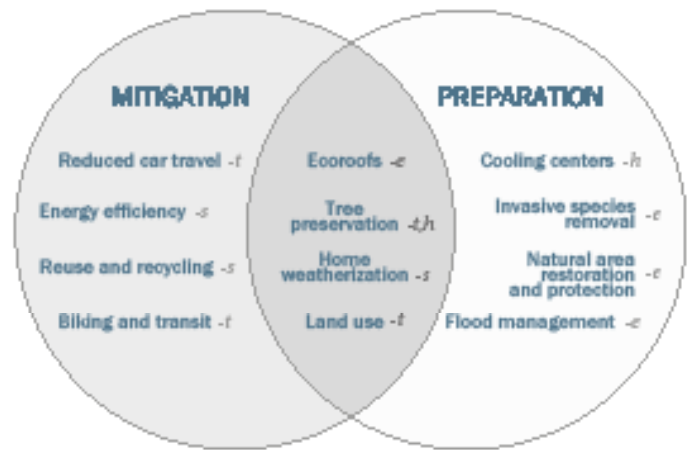 MITIGATION
PREPARATION
Reduced car travel -t
Energy efficiency -s
Reuse and recycling -s
Biking and transit -t
Ecoroofs -e
Tree
preservation -t,h
Home
weatherization -s
Land use -t
Cooling centers -h
Invasive species
removal -e
Natural area
restoration
and protection -e
Flood management -e